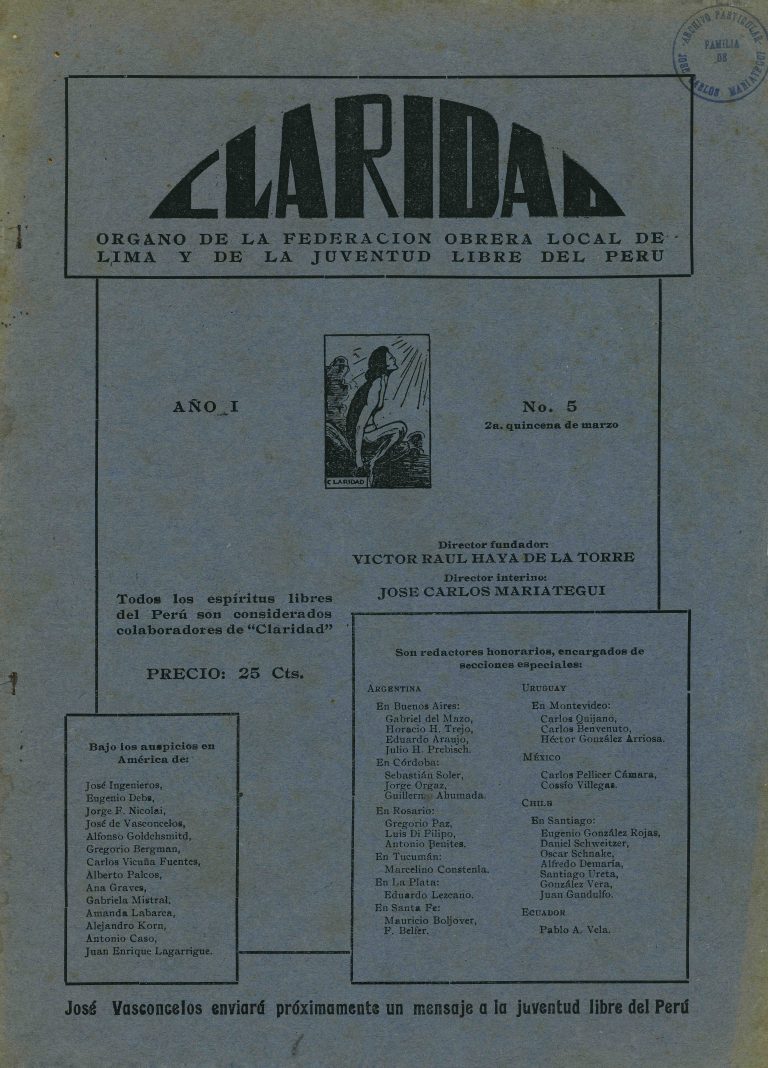 ARCHIVO PARTICULAR
FAMILIA
DE
JOSE CARLOS MARIATEGUI
CLARIDAD
ORGANO DE LA FEDERACION OBRERA LOCAL DE
LIMA Y DE LA JUVENTUD LIBRE DEL PERU
AÑO I
CLARIDAD
No. 5
2a. quincena de marzo
Director fundador:
VICTOR RAUL HAYA DE LA TORRE
Director interino:
JOSE CARLOS MARIATEGUI
Todos los espíritus libres
del Perú son considerados
colaboradores de "Claridad"
PRECIO: 25 Cts.
Bajo los auspicios en
América de:
José Ingenieros,
Eugenio Debs,
Jorge F. Nicolai,
José de Vasconcelos,
Alfonso Goldchsmitd,
Gregorio Bergman,
Carlos Vicuña Fuentes,
Alberto Palcos,
Ana Graves,
Gabriela Mistral,
Amanda Labarca,
Alejandro Korn,
Antonio Caso,
Juan Enrique Lagarrigue.
Son redactores honorarios, encargados de
secciones especiales:
ARGENTINA
En Buenos Aires:
Gabriel del Mazo,
Horacio H. Trejo,
Eduardo Araujo,
Julio H. Prebisch.
En Córdoba:
Sebastián Soler,
Jorge Orgaz,
Guillermo Ahumada.
En Rosario:
Gregorio Paz,
Luis Di Filipo,
Antonio Benites.
En Tucumán:
Marcelino Constenla.
En La Plata:
Eduardo Lezcano.
En Santa Fe:
Mauricio Boljover,
F. Belfer.
URUGUAY
En Montevideo:
Carlos Quijano,
Carlos Benvenuto,
Héctor González Arriosa.
MÉXICO
Carlos Pellicer Cámara,
Cossío Villegas.
CHILE
En Santiago:
Eugenio González Rojas,
Daniel Schweitzer,
Oscar Schnake,
Alfredo Demaría,
Santiago Ureta,
González Vera,
Juan Gandulfo.
ECUADOR
Pablo A. Vela.
José Vasconcelos enviará próximamente un mensaje a la juventud libre del Perú